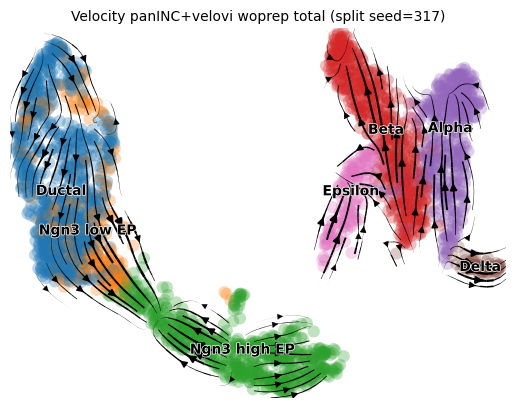 Velocity panINC+velovi woprep total (split seed=317)
Beta
Alpha
Ductal
Epsilon
Ngn3 low EP
Delta
Ngn3 high EP